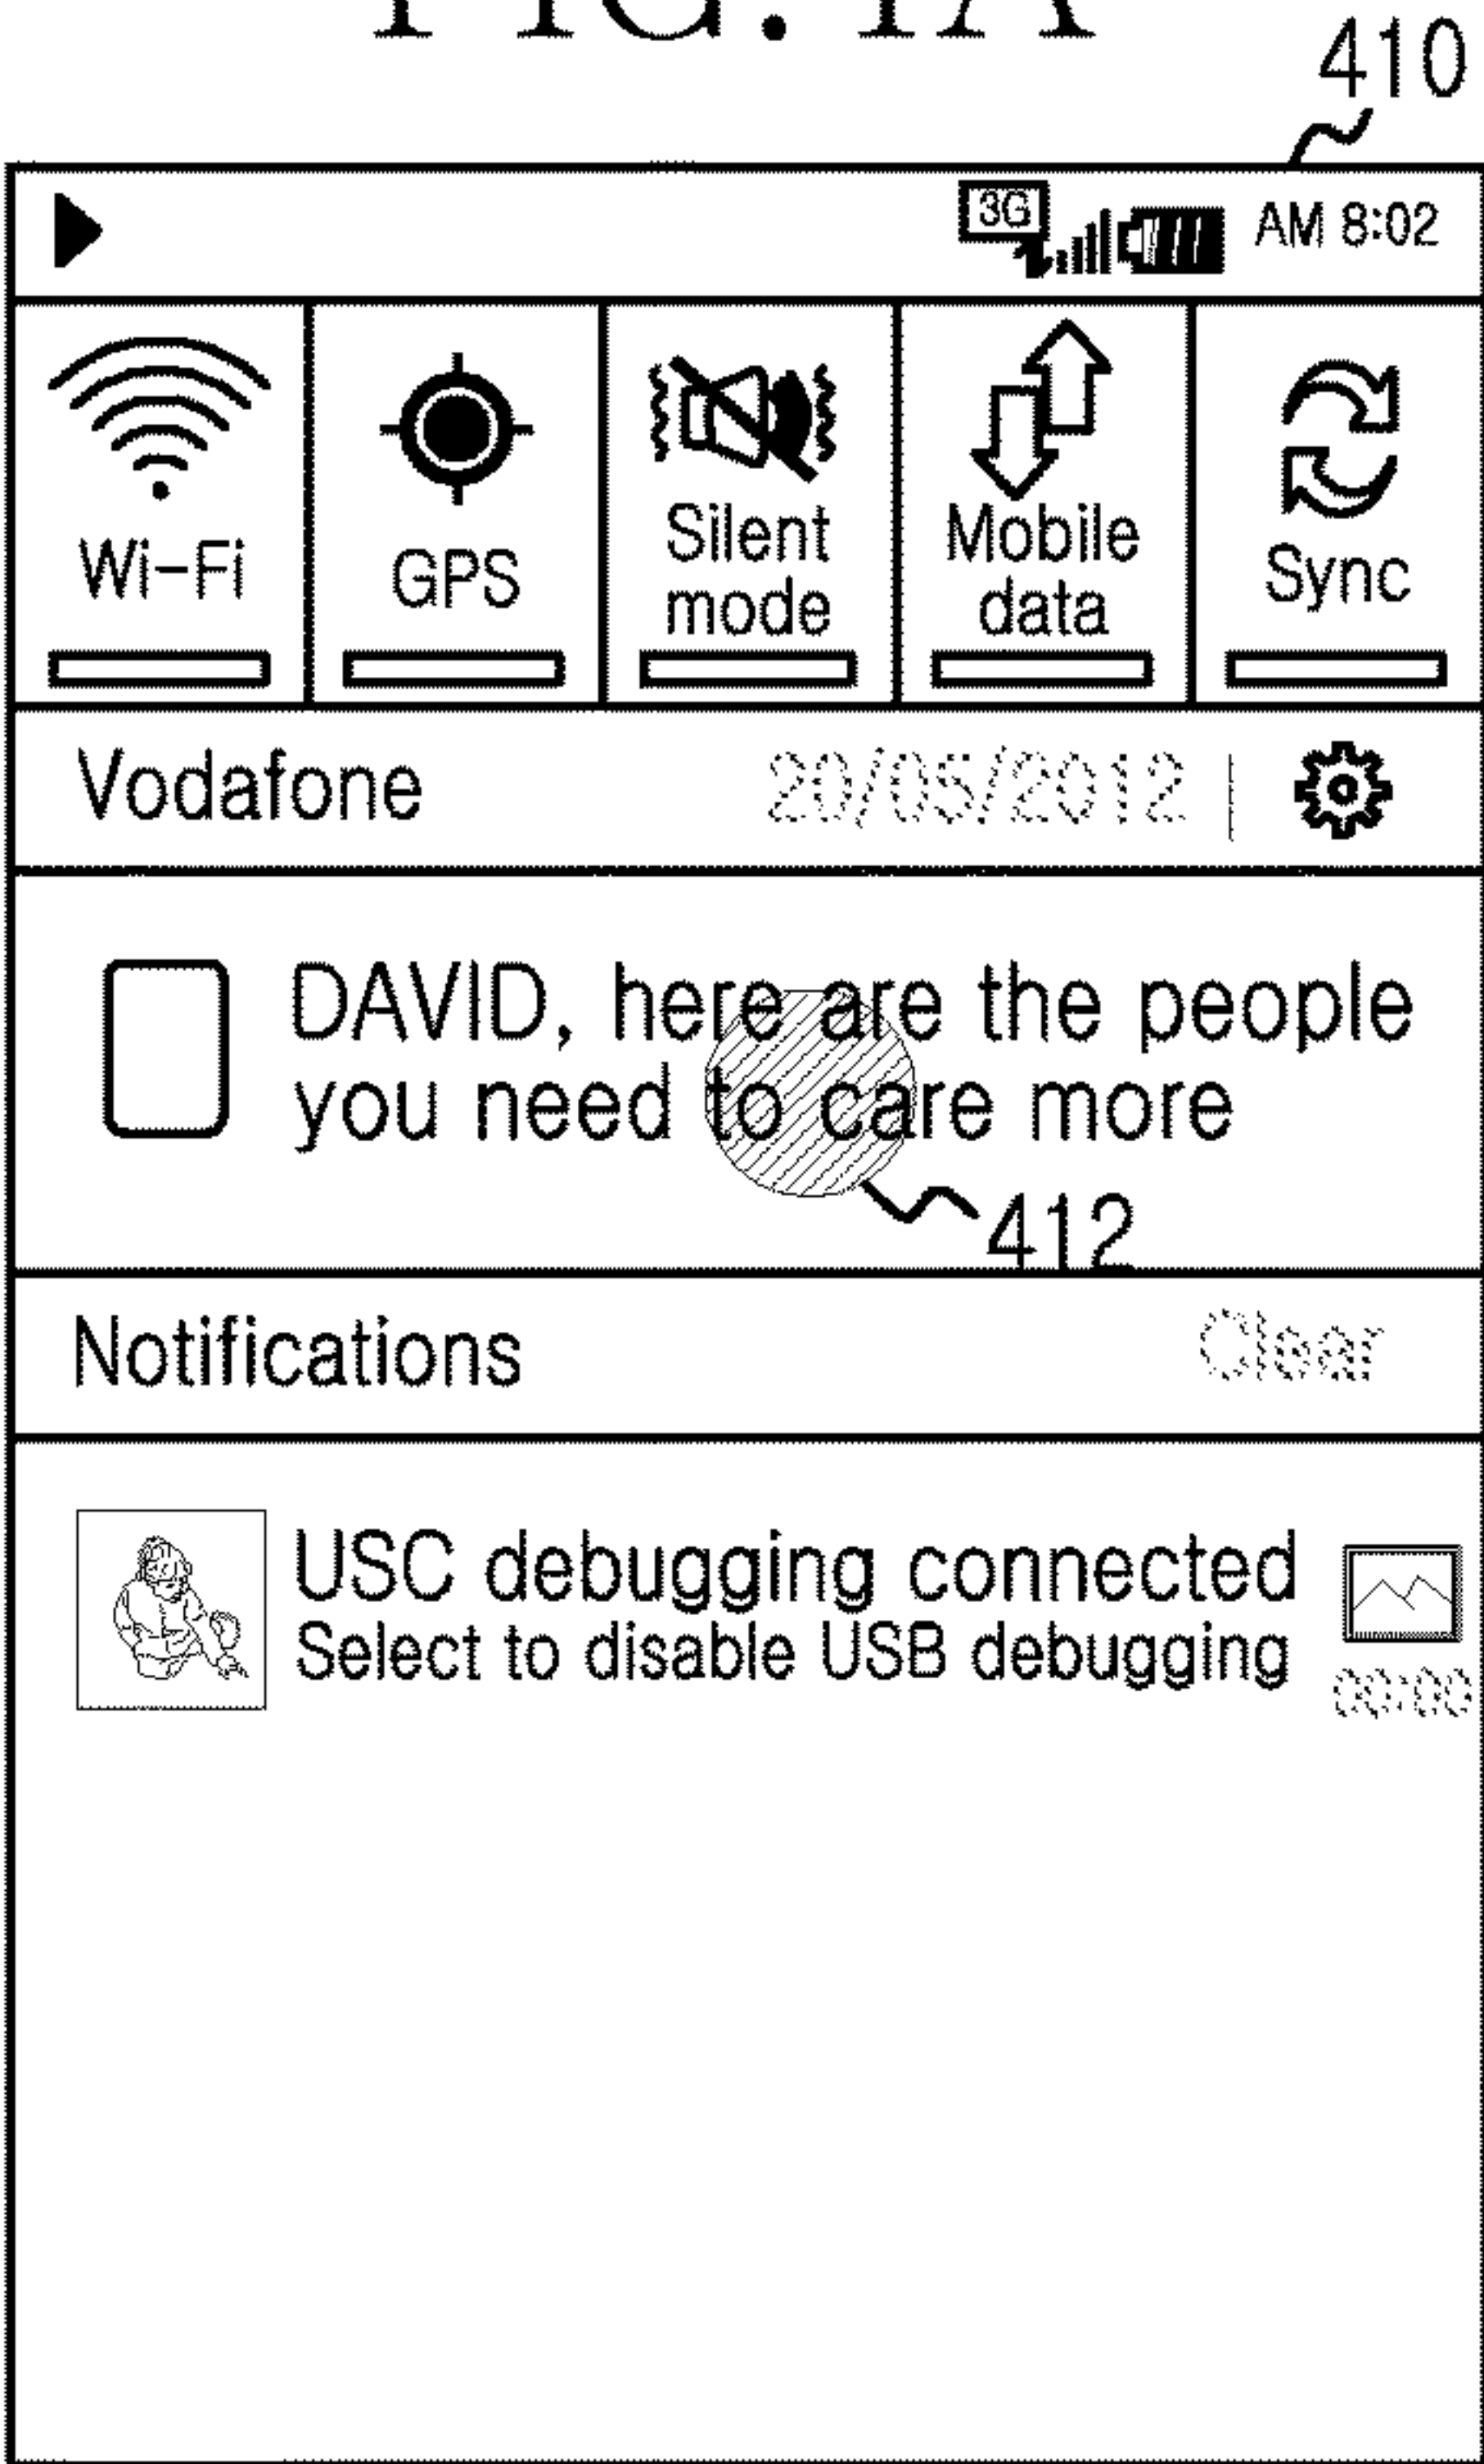 410
3G AM 8:02
Wi-Fi
GPS
Silent
mode
Mobile
data
Sync
Vodafone 20/05/2012
DAVID, here are the people
you need to care more
412
Notifications Clear
USC debugging connected
Select to disable USB debugging
00:00